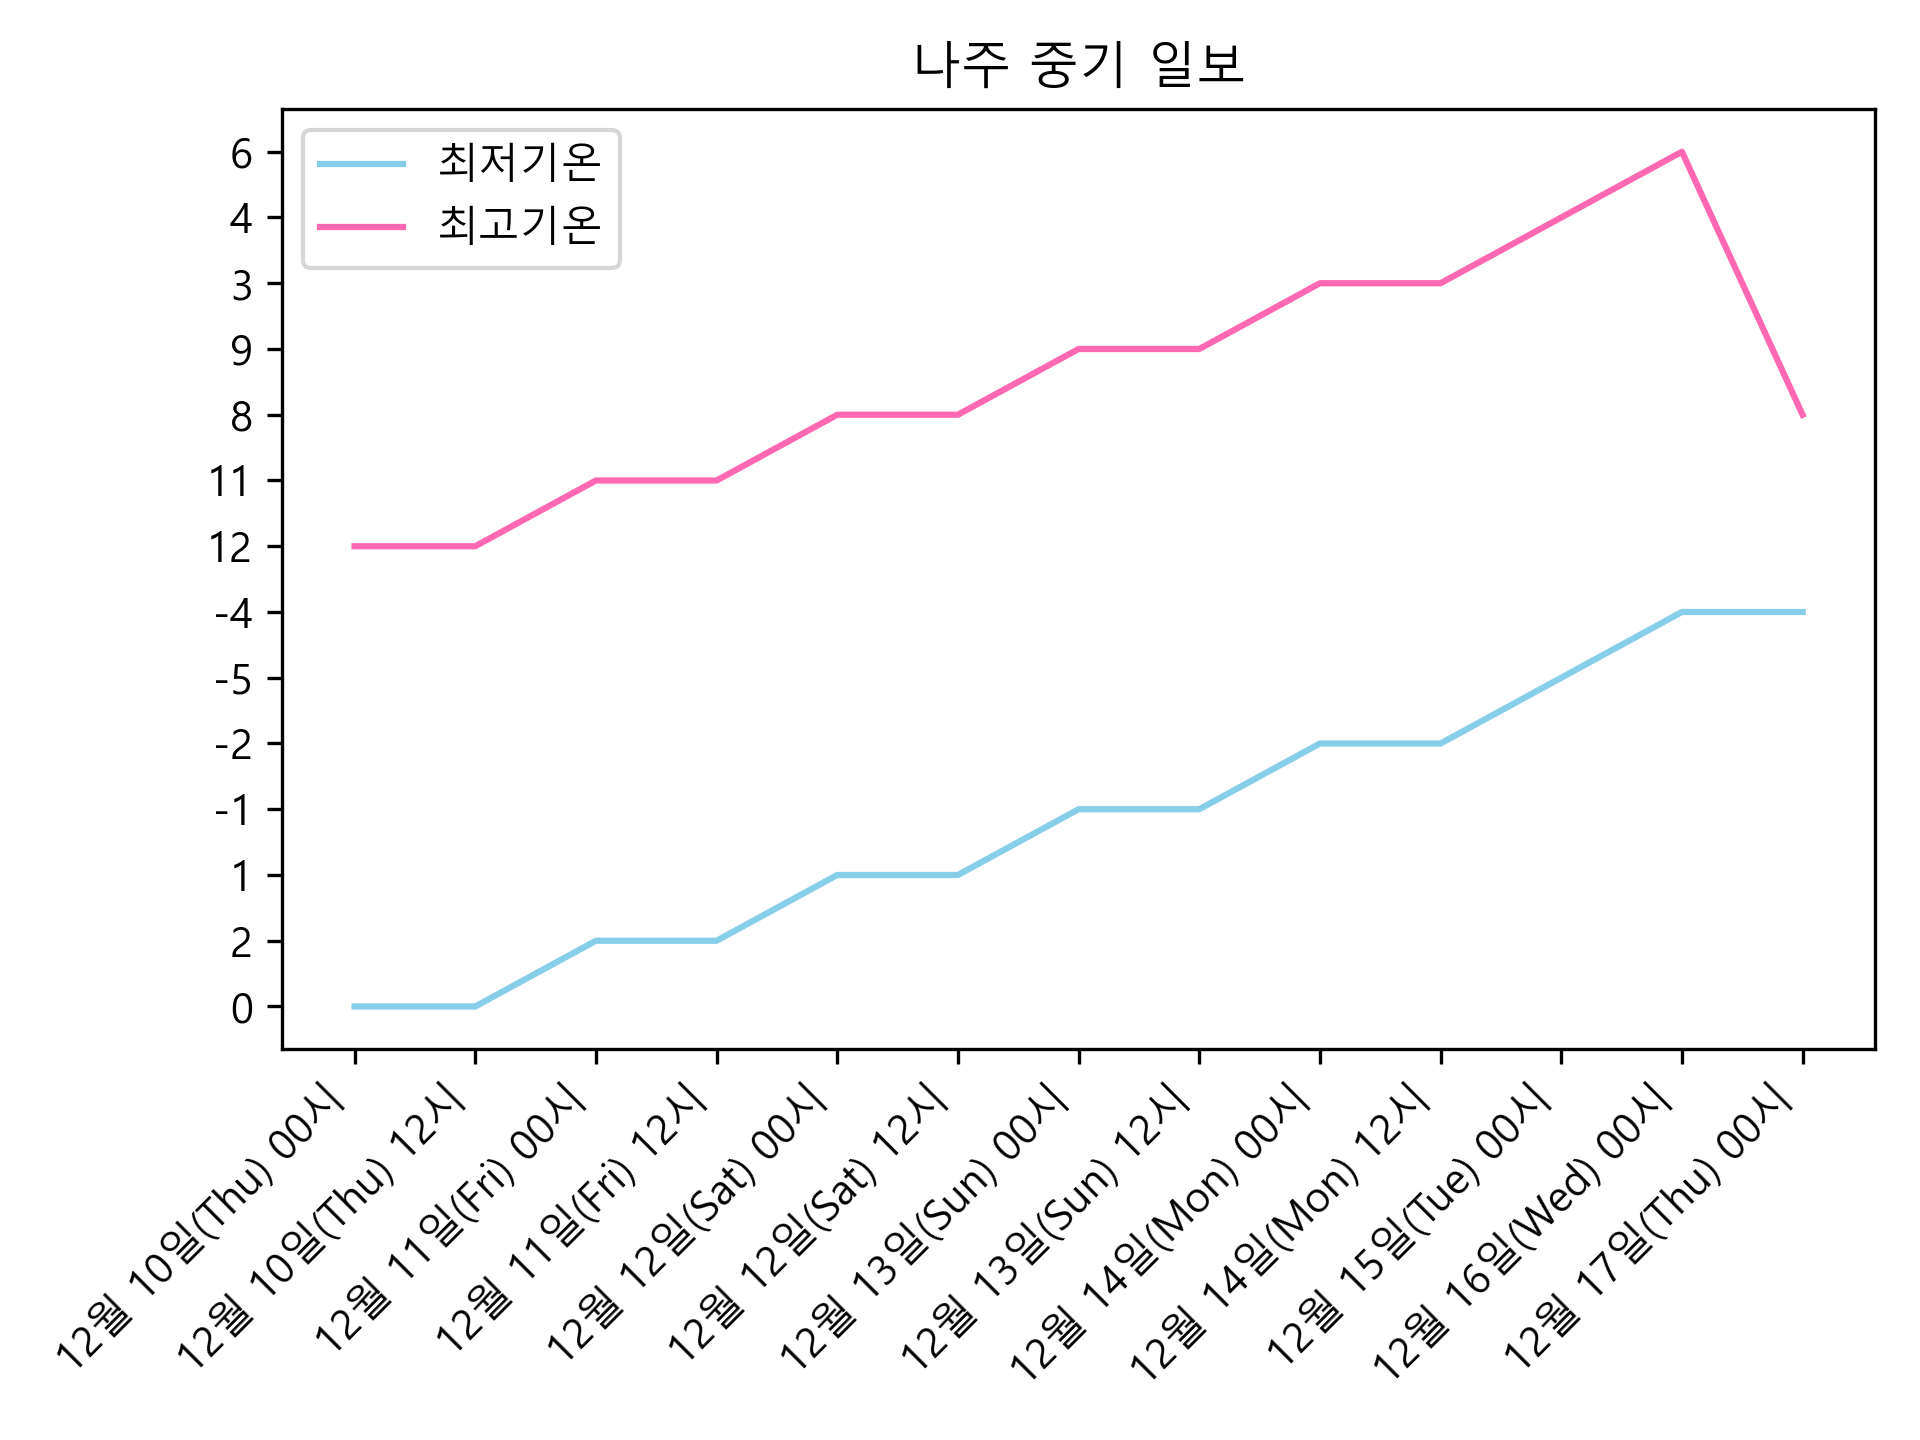 나주 중기 일보
최저기온
최고기온
6
4
3
9
8
11
12
-4
-5
-2
-1
1
2
0
12월 10일(Thu) 00시
12월 10일(Thu) 12시
12월 11일(Fri) 00시
12월 11일(Fri) 12시
12월 12일(Sat) 00시
12월 12일(Sat) 12시
12월 13일(Sun) 00시
12월 13일(Sun) 12시
12월 14일(Mon) 00시
12월 14일(Mon) 12시
12월 15일(Tue) 00시
12월 16일(Wed) 00시
12월 17일(Thu) 00시